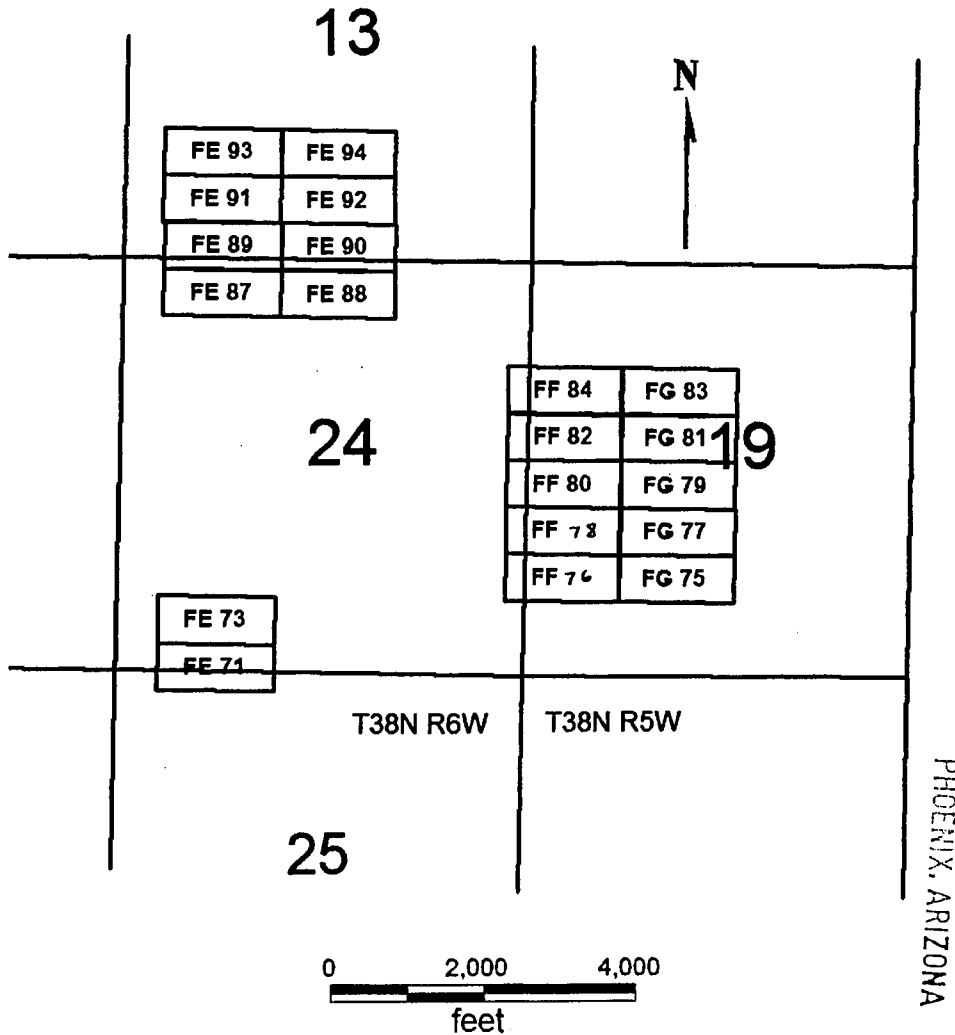 13
N
FE 93 FE 94
FE 91 FE 92
FE 89 FE 90
FE 87 FE 88
FF 84 FG 83
24
FF 82 FG 81 19
FF 80 FG 79
FF 78 FG 77
FF 76 FG 75
FE 73
FE 71
T38N R6W T38N R5W
25
PHOENIX, ARIZONA
0 2,000 4,000
feet